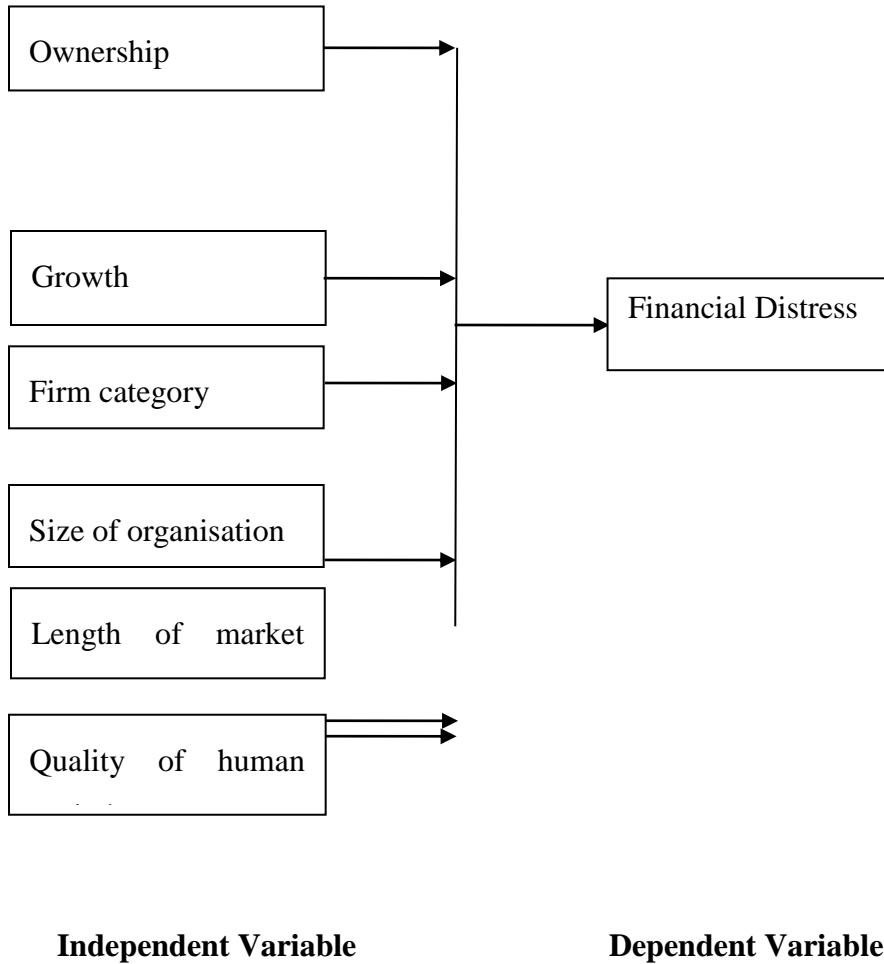 Ownership
Growth
Financial Distress
Firm category
Size of organisation
Length of market
Quality of human
Independent Variable
Dependent Variable